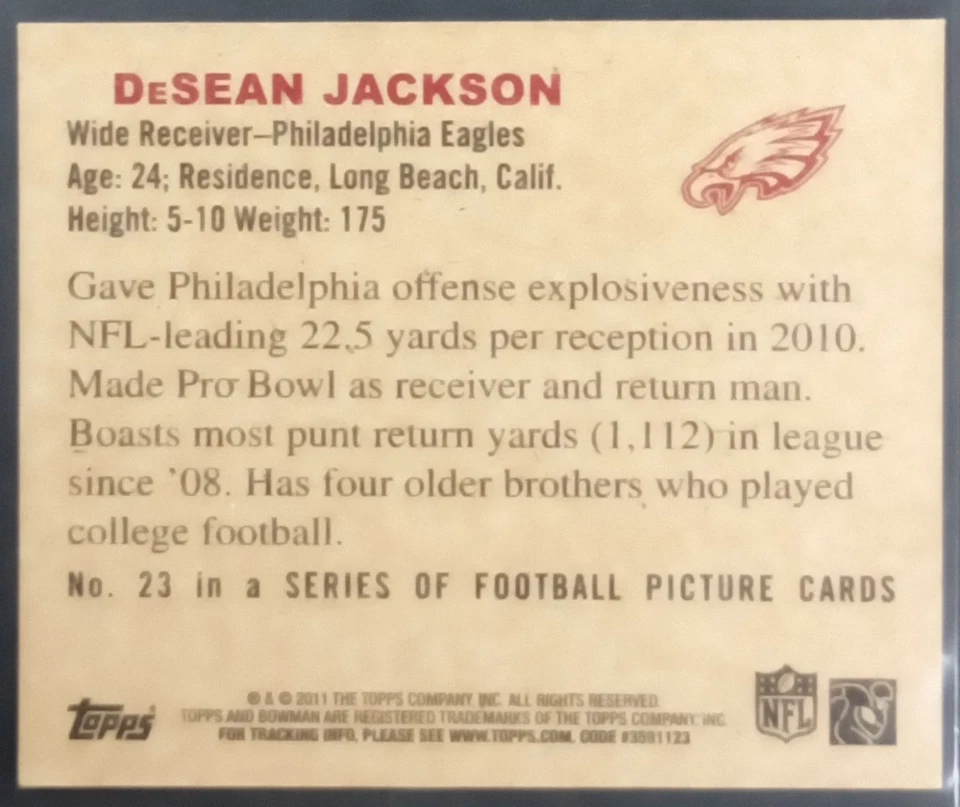 DeSEAN JACKSON
Wide Receiver–Philadelphia Eagles
Age: 24; Residence, Long Beach, Calif.
Height: 5-10 Weight: 175
Gave Philadelphia offense explosiveness with
NFL-leading 22.5 yards per reception in 2010.
Made Pro Bowl as receiver and return man.
Boasts most punt return yards (1,112) in league
since '08. Has four older brothers who played
college football.
No. 23 in a SERIES OF FOOTBALL PICTURE CARDS
topps
® & © 2011 THE TOPPS COMPANY, INC. ALL RIGHTS RESERVED.
TOPPS AND BOWMAN ARE REGISTERED TRADEMARKS OF THE TOPPS COMPANY, INC.
FOR TRACKING INFO, PLEASE SEE WWW.TOPPS.COM. CODE #3591123
NFL